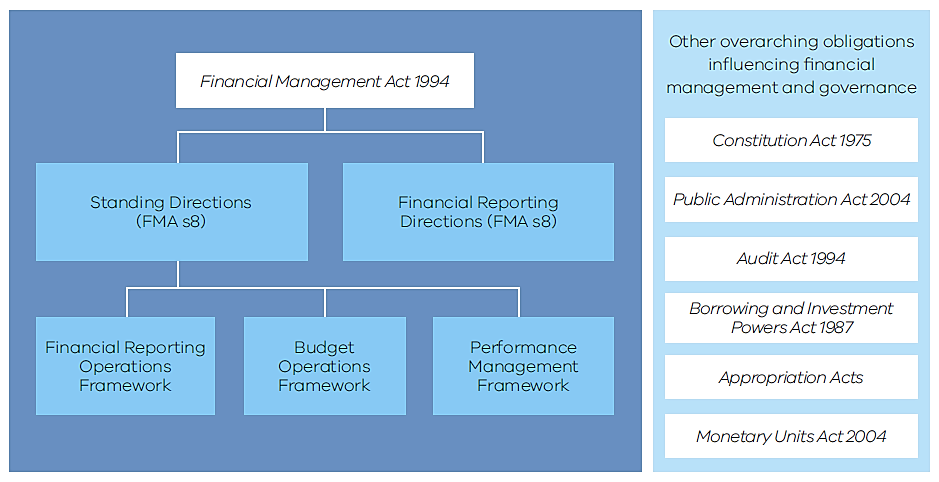 Financial Management Act 1994
Standing Directions
(FMA s8)
Financial Reporting
Directions (FMA s8)
Financial Reporting
Operations
Framework
Budget
Operations
Framework
Performance
Management
Framework
Other overarching obligations
influencing financial
management and governance
Constitution Act 1975
Public Administration Act 2004
Audit Act 1994
Borrowing and Investment
Powers Act 1987
Appropriation Acts
Monetary Units Act 2004